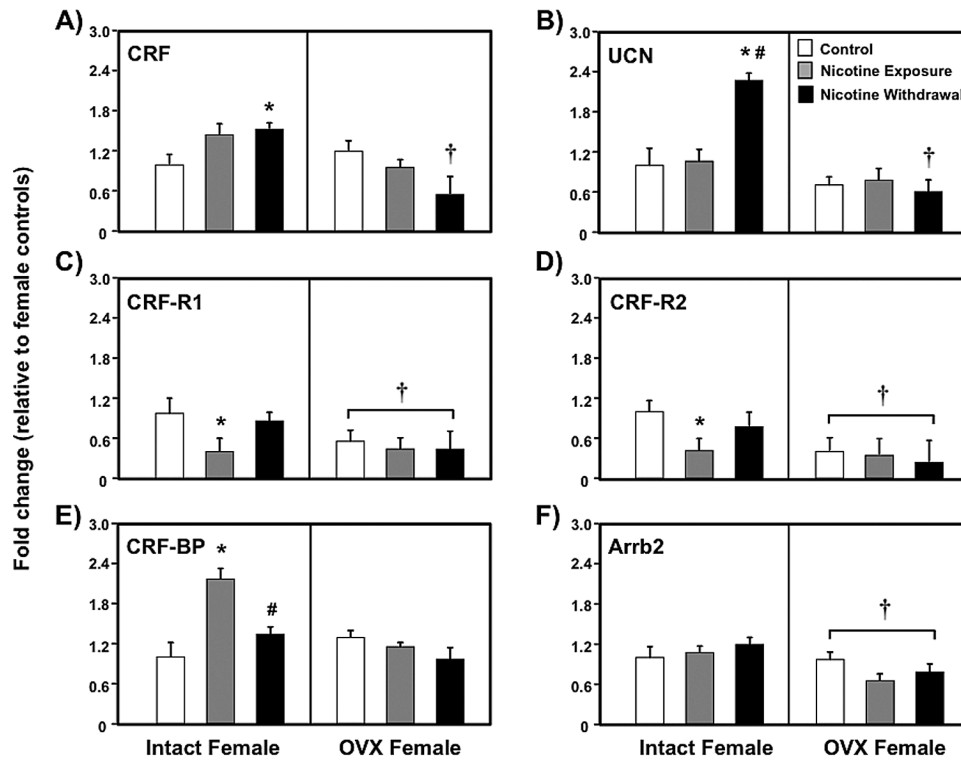 Fold change (relative to female controls)
A)
CRF
3.0
2.4
1.8
1.2
0.6
0
*
†
B)
UCN
3.0
2.4
1.8
1.2
0.6
0
* #
†
Control
Nicotine Exposure
Nicotine Withdrawal
C)
CRF-R1
3.0
2.4
1.8
1.2
0.6
0
*
†
D)
CRF-R2
3.0
2.4
1.8
1.2
0.6
0
*
†
E)
CRF-BP
3.0
2.4
1.8
1.2
0.6
0
*
#
Intact Female
OVX Female
F)
Arrb2
3.0
2.4
1.8
1.2
0.6
0
†
Intact Female
OVX Female